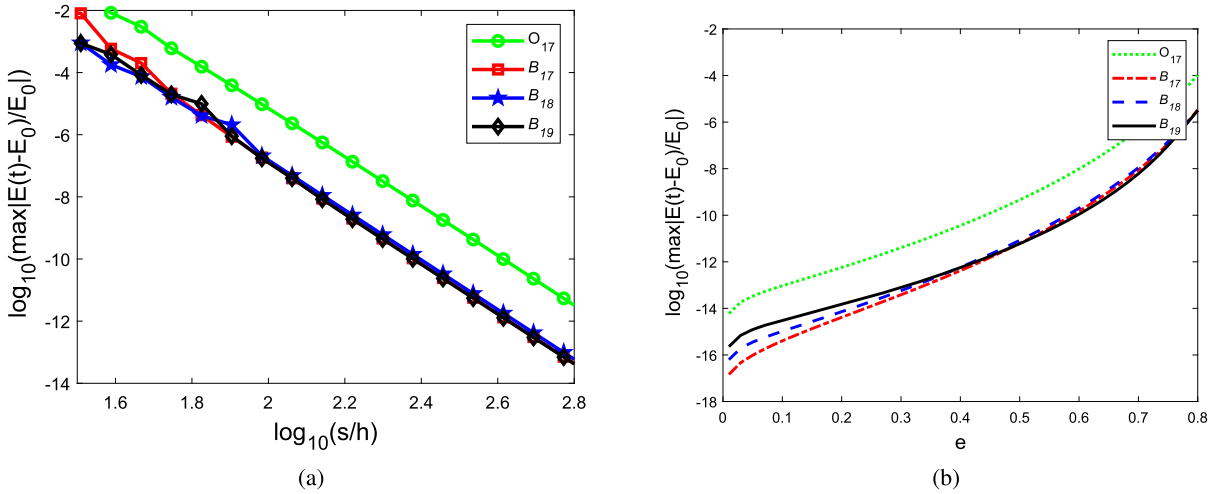 -2
-4
-6
-8
-10
-12
-14
log10(max|E(t)-E0)/E0|)
1.6
1.8
2
2.2
2.4
2.6
2.8
log10(s/h)
O17
B17
B18
B19
(a)
-2
-4
-6
-8
-10
-12
-14
-16
-18
log10(max|E(t)-E0)/E0|)
0
0.1
0.2
0.3
0.4
0.5
0.6
0.7
0.8
e
O17
B17
B18
B19
(b)